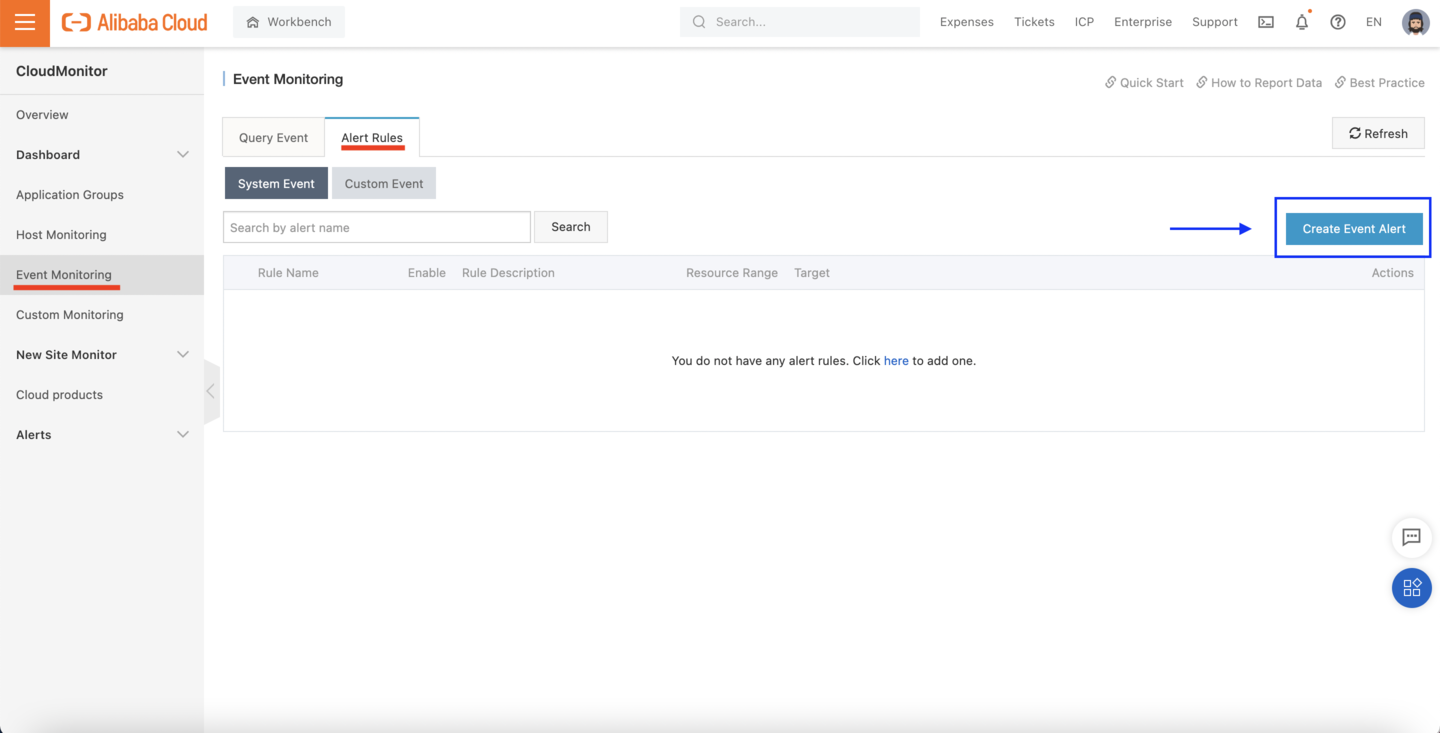 Alibaba Cloud Workbench Search... Expenses Tickets ICP Enterprise Support EN
CloudMonitor
Overview
Dashboard
Application Groups
Host Monitoring
Event Monitoring
Custom Monitoring
New Site Monitor
Cloud products
Alerts
Event Monitoring
Quick Start How to Report Data Best Practice
Query Event Alert Rules Refresh
System Event Custom Event
Search by alert name Search Create Event Alert
Rule Name Enable Rule Description Resource Range Target Actions
You do not have any alert rules. Click here to add one.